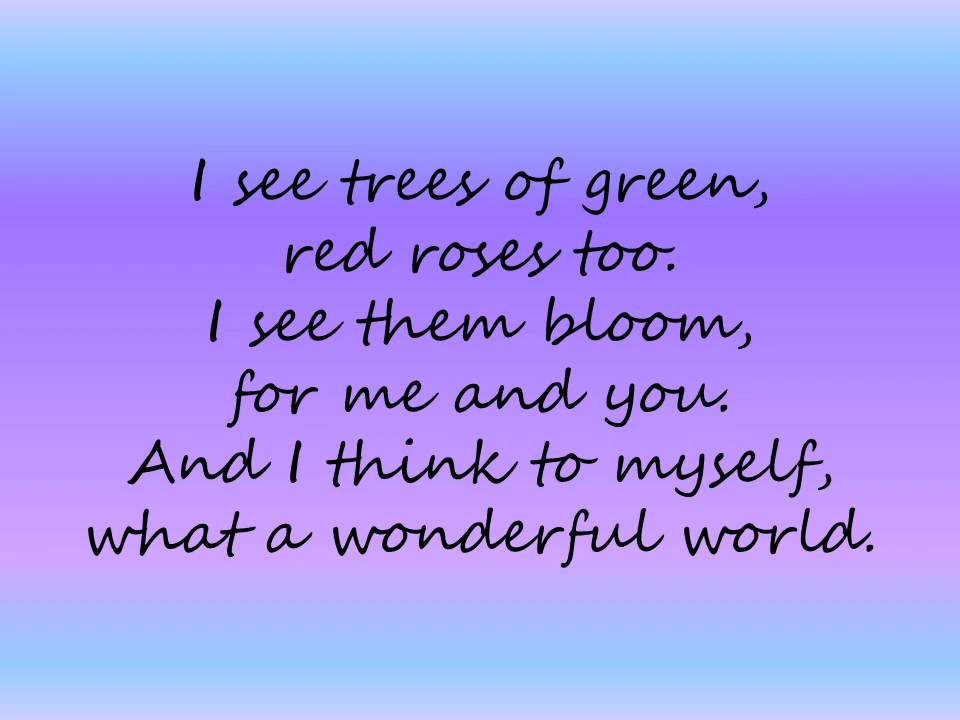 I see trees of green,
red roses too.
I see them bloom,
for me and you.
And I think to myself,
what a wonderful world.